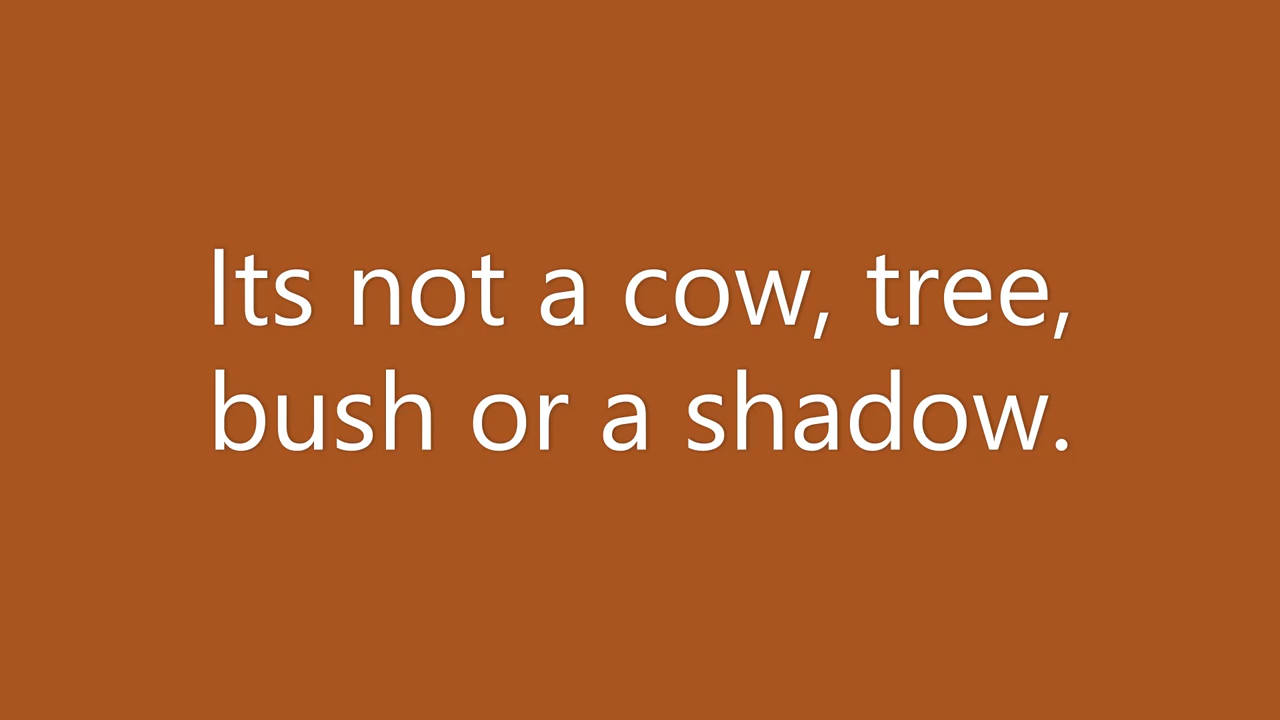 Its not a cow, tree,
bush or a shadow.